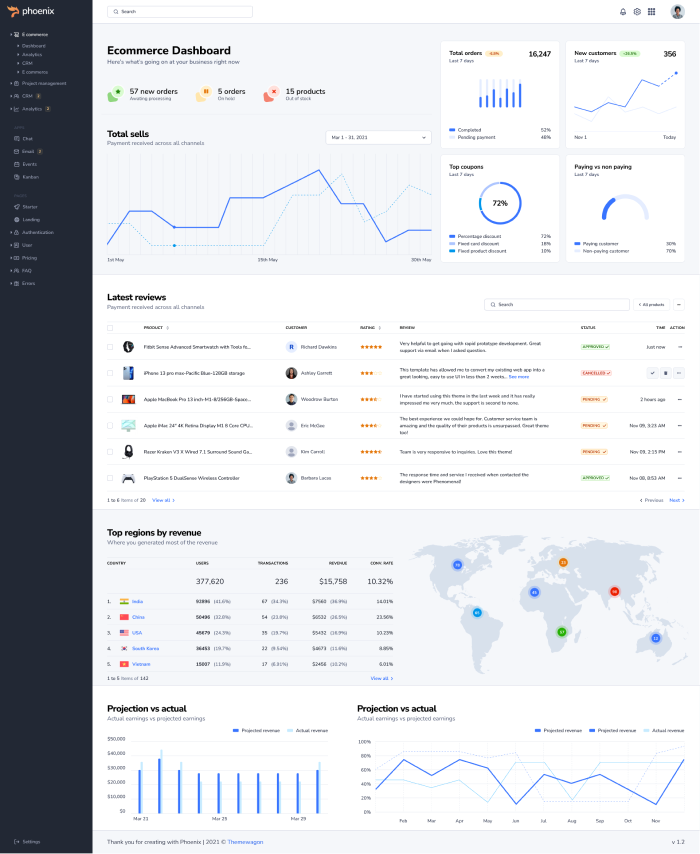 phoenix
Search
E commerce
Dashboard
Analytics
CRM
E commerce
Project management
CRM 2
Analytics 2
Chat
Email 2
Events
Kanban
Starter
Landing
Authentication
User
Pricing
FAQ
Errors
Settings
Ecommerce Dashboard
Here's what's going on at your business right now
57 new orders
Awaiting processing
5 orders
On hold
15 products
Out of stock
Total sells
Payment received across all channels
Mar 1 - 31, 2021
1st May
30th May
Total orders
16,247
Last 7 days
Completed 52%
Pending payment 48%
New customers
356
Last 7 days
Nov 1
Today
Top coupons
Last 7 days
72%
Percentage discount 72%
Fixed card discount 18%
Fixed product discount 10%
Paying vs non paying
Last 7 days
Paying customer 30%
Non-paying customer 70%
Latest reviews
Payment received across all channels
Search
All products
PRODUCT CUSTOMER RATING REVIEW STATUS TIME ACTION
Fitbit Sense Advanced Smartwatch with Tools fo...
R Richard Dawkins
Very helpful to get going with rapid prototype development. Great
support via email when I asked question.
APPROVED
Just now
iPhone 13 pro max-Pacific Blue-128GB storage
Ashley Garrett
This template has allowed me to convert my existing web app into a
great looking, easy to use UI in less than 2 weeks... See more
CANCELLED
Apple MacBook Pro 13 inch-M1-8/256GB-Space...
Woodrow Burton
I have started using this theme in the last week and it has really
impressed me very much, the support is second to none.
PENDING
2 hours ago
Apple iMac 24" 4K Retina Display M1 8 Core CPU...
Eric McGee
The best experience we could hope for. Customer service team is
amazing and the quality of their products is unsurpassed. Great theme
too!
PENDING
Nov 09, 3:23 AM
Razer Kraken V3 X Wired 7.1 Surround Sound Ga...
Kim Carroll
Team is very responsive to inquiries. Love this theme!
PENDING
Nov 09, 2:15 PM
PlayStation 5 DualSense Wireless Controller
Barbara Lucas
The response time and service I received when contacted the
designers were Phenomenal!
APPROVED
Nov 08, 8:53 AM
1 to 6 Items of 20 View all
Previous Next
Top regions by revenue
Where you generated most of the revenue
COUNTRY USERS TRANSACTIONS REVENUE CONV. RATE
377,620 236 $15,758 10.32%
1. India 92896 (41.6%) 67 (34.3%) $7560 (36.9%) 14.01%
2. China 50496 (32.8%) 54 (23.8%) $6532 (26.5%) 23.56%
3. USA 45679 (24.3%) 35 (19.7%) $5432 (16.9%) 10.23%
4. South Korea 36453 (19.7%) 22 (9.54%) $4673 (11.6%) 8.85%
5. Vietnam 15007 (11.9%) 17 (6.91%) $2456 (10.2%) 6.01%
1 to 5 items of 142
View all
Projection vs actual
Actual earnings vs projected earnings
Projected revenue Actual revenue
$50,000
$40,000
$30,000
$20,000
$10,000
$0
Mar 21 Mar 25 Mar 29
Projection vs actual
Actual earnings vs projected earnings
Projected revenue Projected revenue Actual revenue
100%
80%
60%
40%
20%
0%
Feb Mar Apr May Jun Jul Aug Sep Oct Nov
Thank you for creating with Phoenix | 2021 © Themewagon
v 1.2